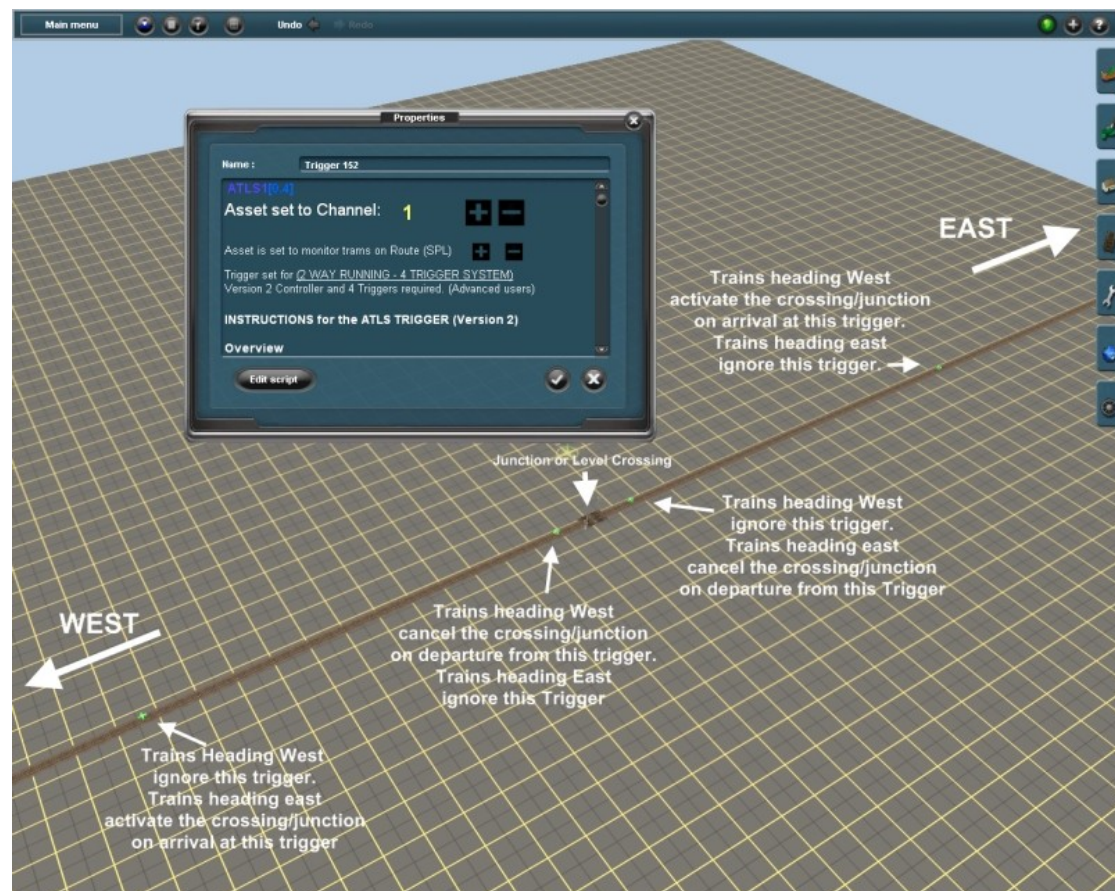 Main menu
Undo
Redo
Properties
Name :
Trigger 152
ATLS1[0.4]
Asset set to Channel: 1
Asset is set to monitor trams on Route (SPL)
Trigger set for (2 WAY RUNNING - 4 TRIGGER SYSTEM)
Version 2 Controller and 4 Triggers required. (Advanced users)
INSTRUCTIONS for the ATLS TRIGGER (Version 2)
Overview
Edit script
EAST
Trains heading West
activate the crossing/junction
on arrival at this trigger.
Trains heading east
ignore this trigger.
Junction or Level Crossing
Trains heading West
ignore this trigger.
Trains heading east
cancel the crossing/junction
on departure from this Trigger
Trains heading West
cancel the crossing/junction
on departure from this trigger.
Trains heading East
ignore this Trigger
WEST
Trains Heading West
ignore this trigger.
Trains heading east
activate the crossing/junction
on arrival at this trigger